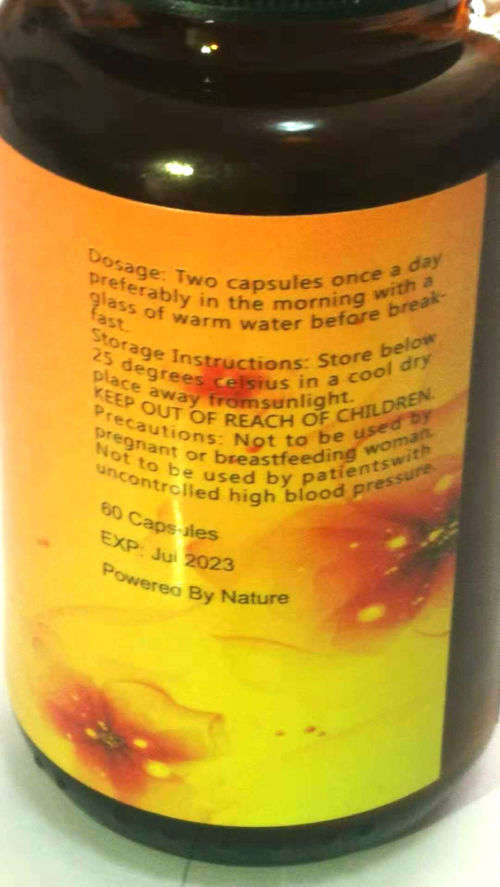 Dosage: Two capsules once a day
preferably in the morning with a
glass of warm water before break-
fast.
Storage Instructions: Store below
25 degrees celsius in a cool dry
place away fromsunlight.
KEEP OUT OF REACH OF CHILDREN.
Precautions: Not to be used by
pregnant or breastfeeding woman.
Not to be used by patientswith
uncontrolled high blood pressure.
60 Capsules
EXP: Jul 2023
Powered By Nature